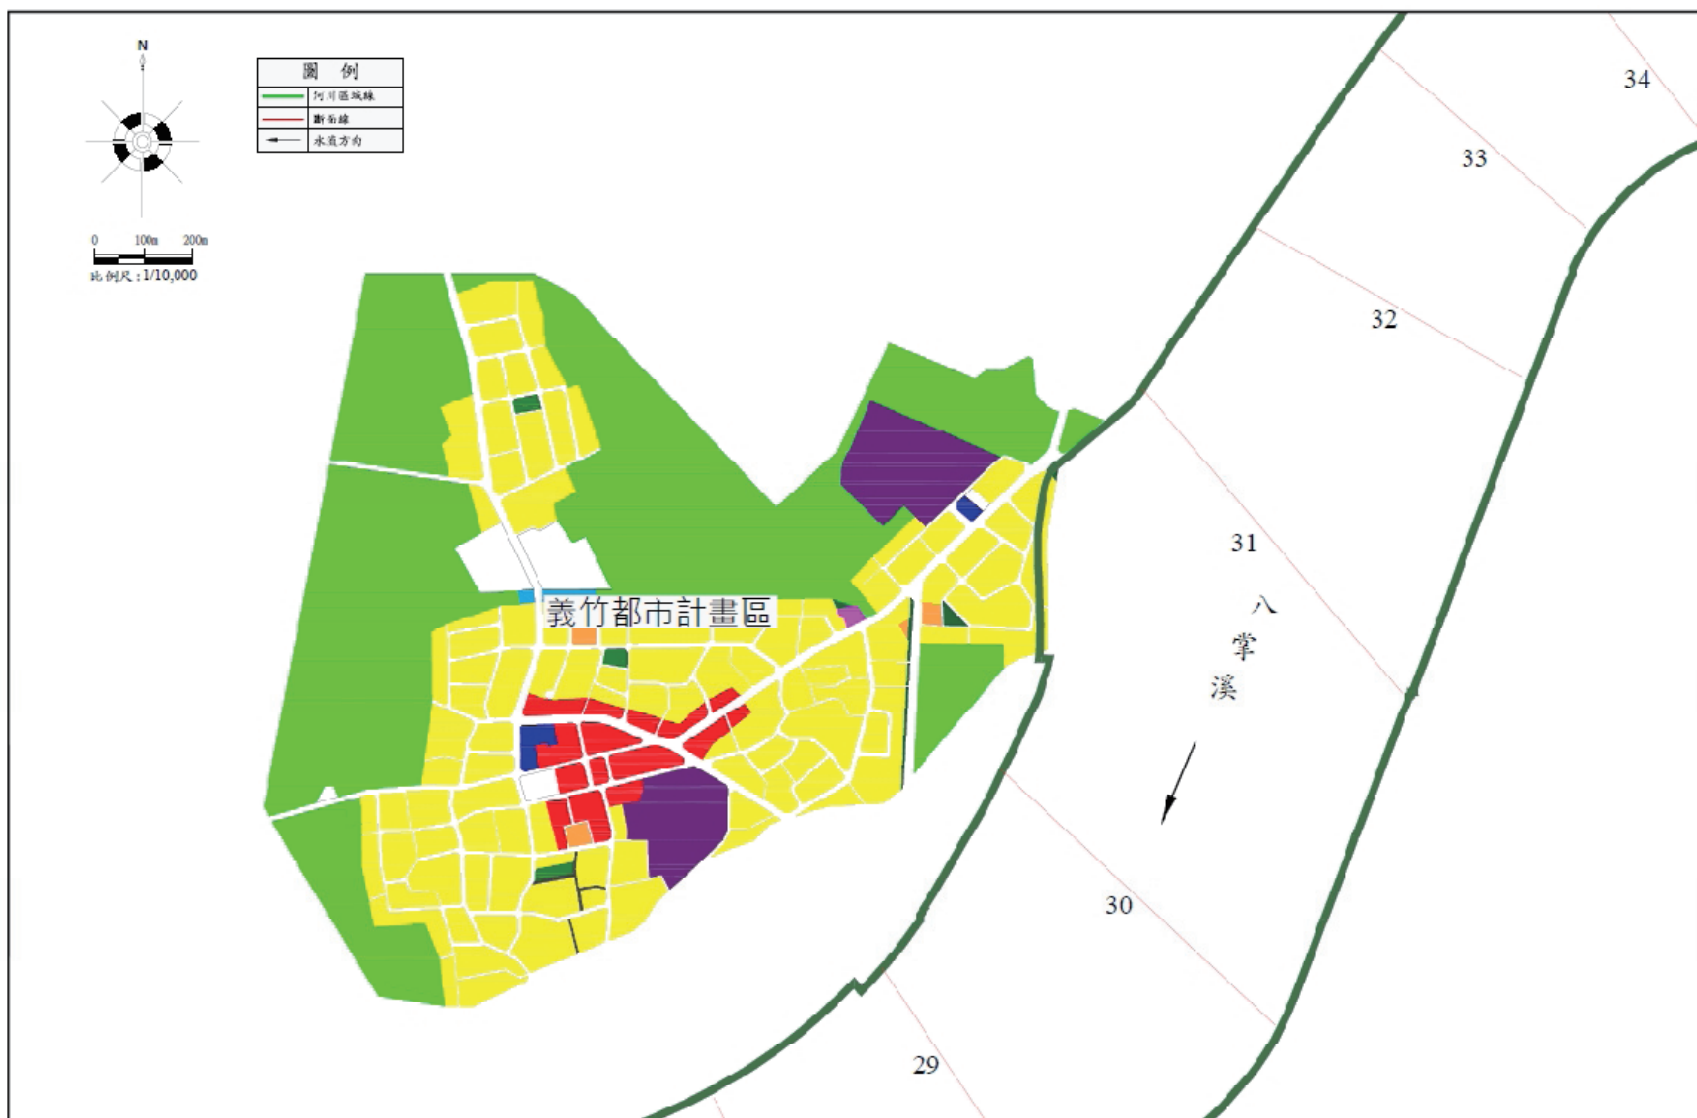 N
圖 例
河川區域線
斷面線
水流方向
0 100m 200m
比例尺:1/10,000
34
33
32
31
八掌溪
義竹都市計畫區
30
29